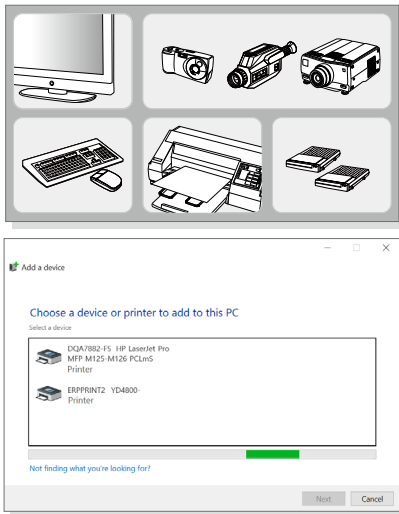 Add a device
Choose a device or printer to add to this PC
Select a device
DQA7882-F5 HP LaserJet Pro
MFP M125-M126 PCLmS
Printer
ERPPRINT2 YD4800-
Printer
Not finding what you're looking for?
Next Cancel